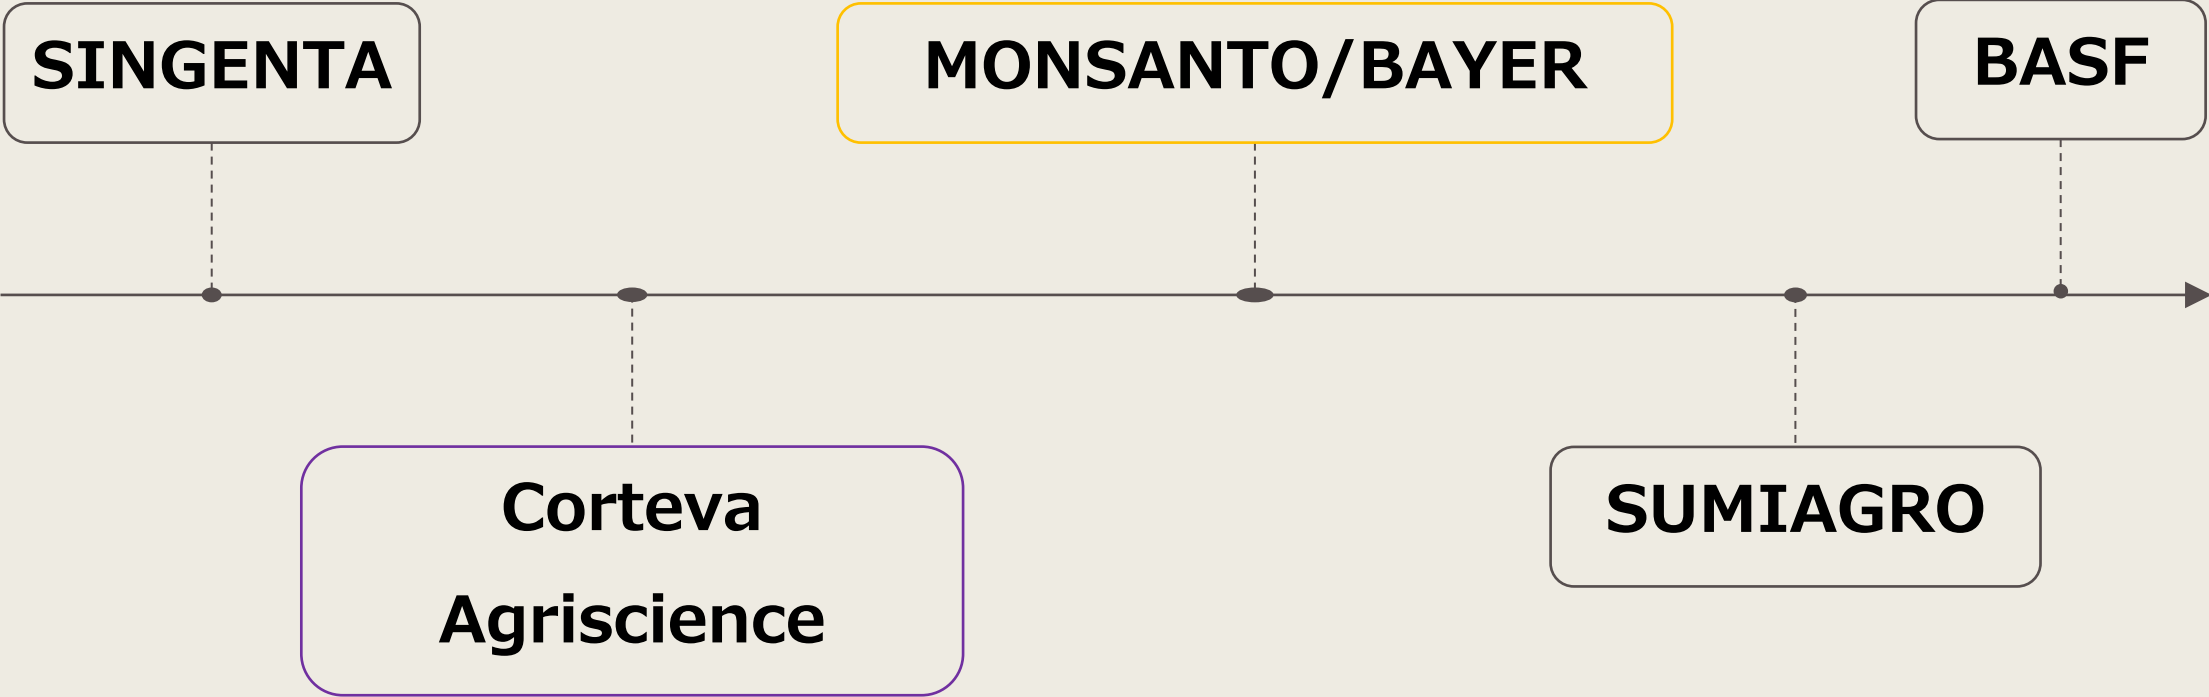 SINGENTA
MONSANTO/BAYER
BASF
Corteva
Agriscience
SUMIAGRO